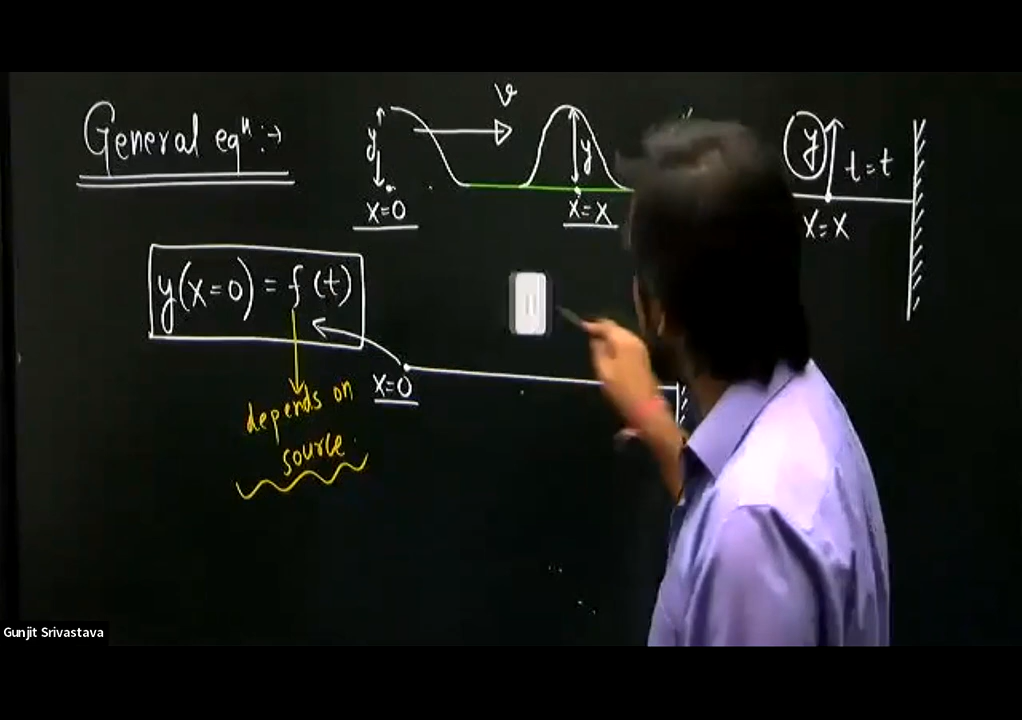 General eqⁿ :→
v
y
y
y
t=t
x=0
x=x
x=x
y(x=0) = f(t)
x=0
depends on
source
Gunjit Srivastava